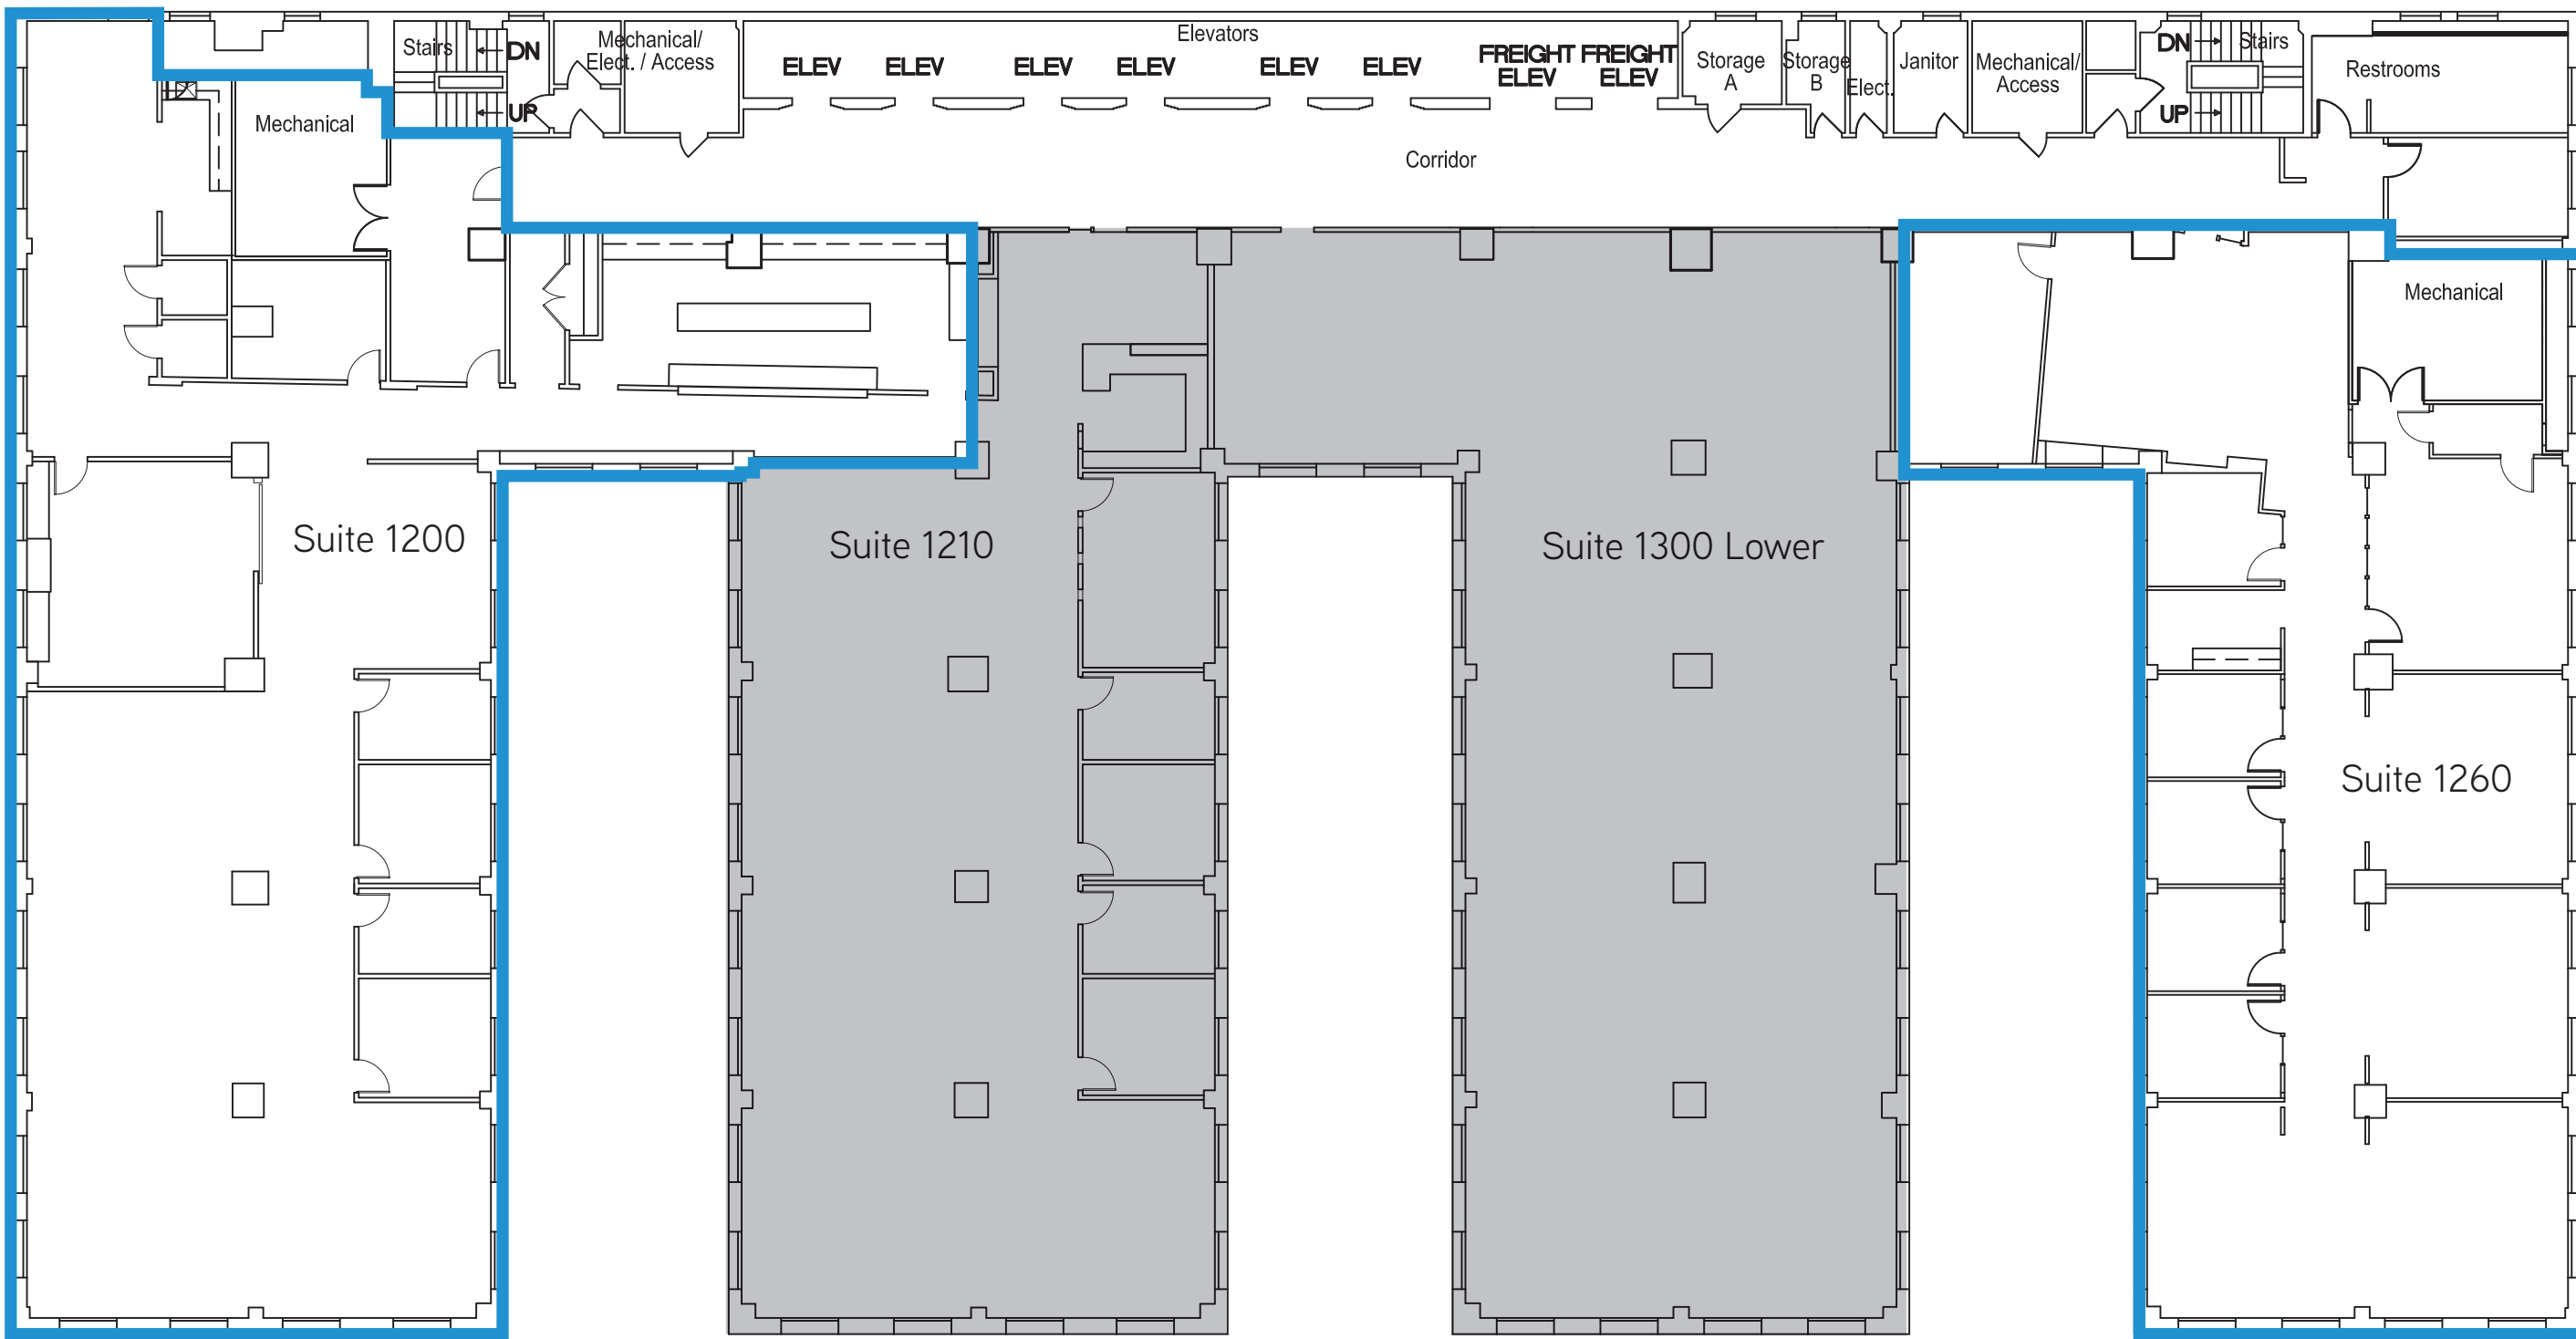 Stairs
DN
UP
Mechanical/
Elect. / Access
Elevators
ELEV
ELEV
ELEV
ELEV
ELEV
ELEV
FREIGHT
ELEV
FREIGHT
ELEV
Storage
A
Storage
B
Elect.
Janitor
Mechanical/
Access
DN
UP
Stairs
Restrooms
Mechanical
Corridor
Mechanical
Suite 1200
Suite 1210
Suite 1300 Lower
Suite 1260